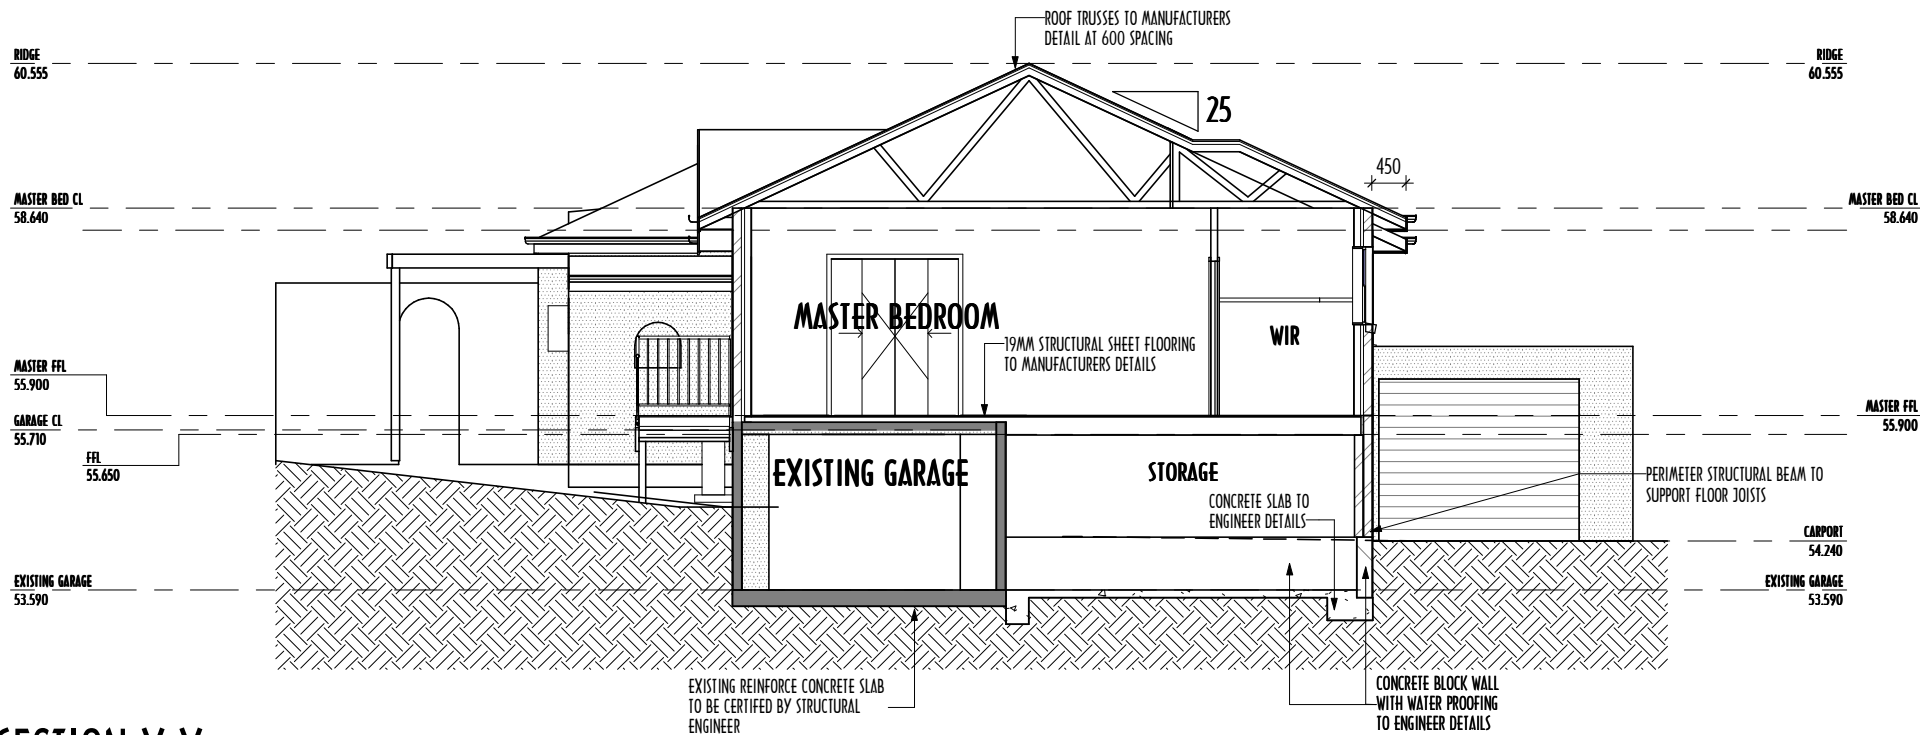 ROOF TRUSSES TO MANUFACTURERS
DETAIL AT 600 SPACING
RIDGE
60.555
RIDGE
60.555
25
450
MASTER BED CL
58.640
MASTER BED CL
58.640
MASTER BEDROOM
WIR
19MM STRUCTURAL SHEET FLOORING
TO MANUFACTURERS DETAILS
MASTER FFL
55.900
GARAGE CL
55.710
FFL
55.650
MASTER FFL
55.900
EXISTING GARAGE
STORAGE
PERIMETER STRUCTURAL BEAM TO
SUPPORT FLOOR JOISTS
CONCRETE SLAB TO
ENGINEER DETAILS
CARPORT
54.240
EXISTING GARAGE
53.590
EXISTING GARAGE
53.590
EXISTING REINFORCE CONCRETE SLAB
TO BE CERTIFED BY STRUCTURAL
ENGINEER
CONCRETE BLOCK WALL
WITH WATER PROOFING
TO ENGINEER DETAILS